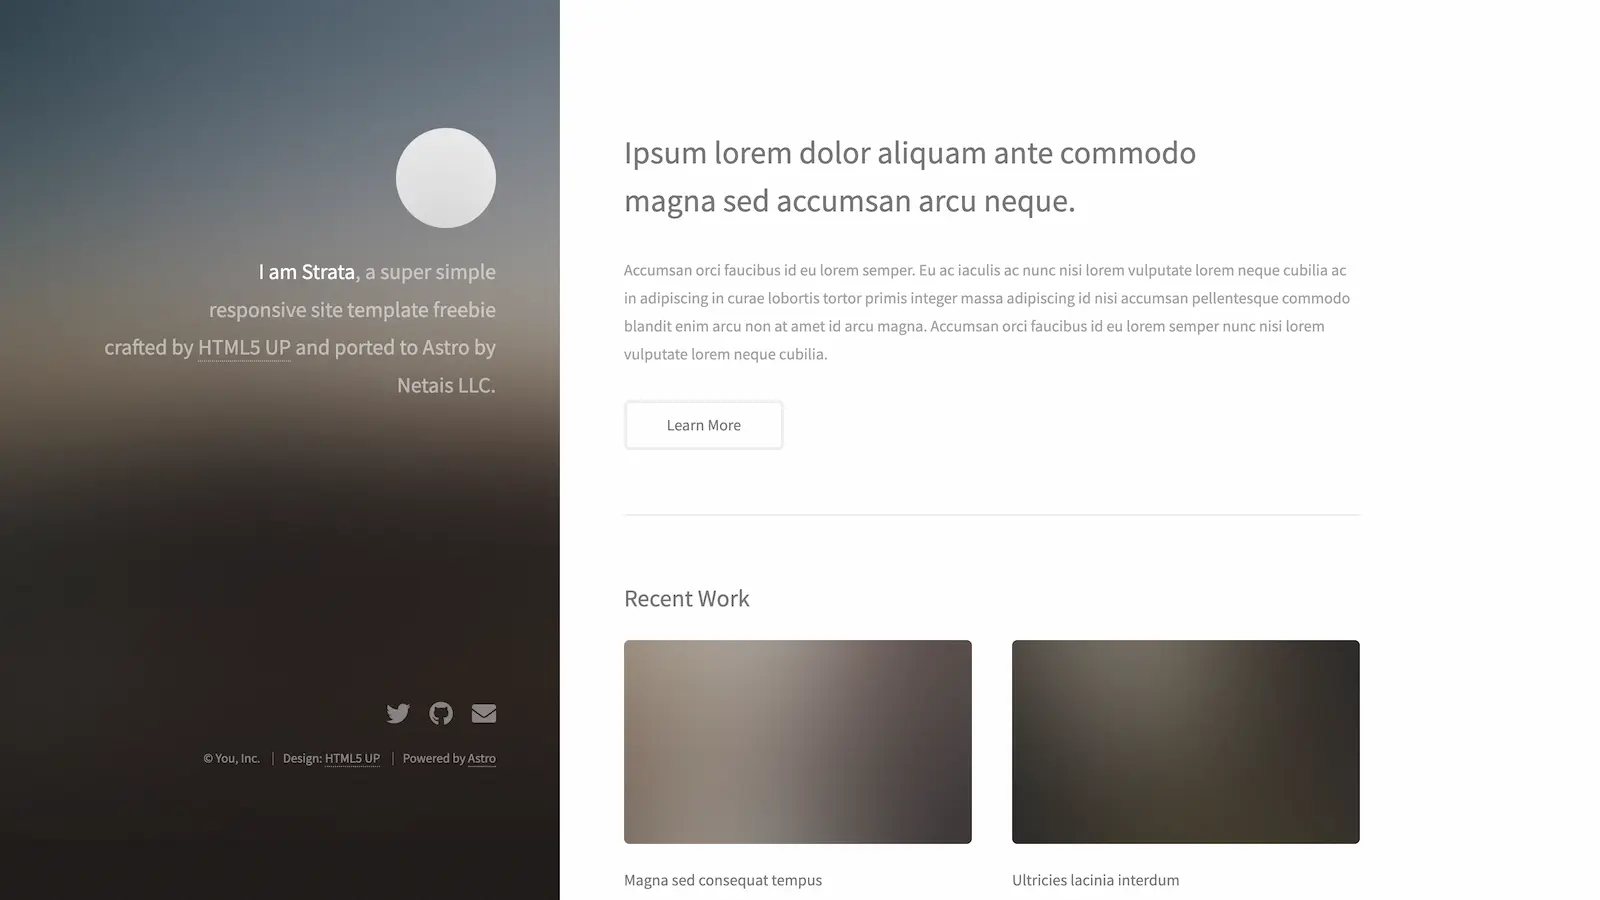 I am Strata, a super simple
responsive site template freebie
crafted by HTML5 UP and ported to Astro by
Netais LLC.
© You, Inc. | Design: HTML5 UP | Powered by Astro
Ipsum lorem dolor aliquam ante commodo
magna sed accumsan arcu neque.
Accumsan orci faucibus id eu lorem semper. Eu ac iaculis ac nunc nisi lorem vulputate lorem neque cubilia ac
in adipiscing in curae lobortis tortor primis integer massa adipiscing id nisi accumsan pellentesque commodo
blandit enim arcu non at amet id arcu magna. Accumsan orci faucibus id eu lorem semper nunc nisi lorem
vulputate lorem neque cubilia.
Learn More
Recent Work
Magna sed consequat tempus
Ultricies lacinia interdum